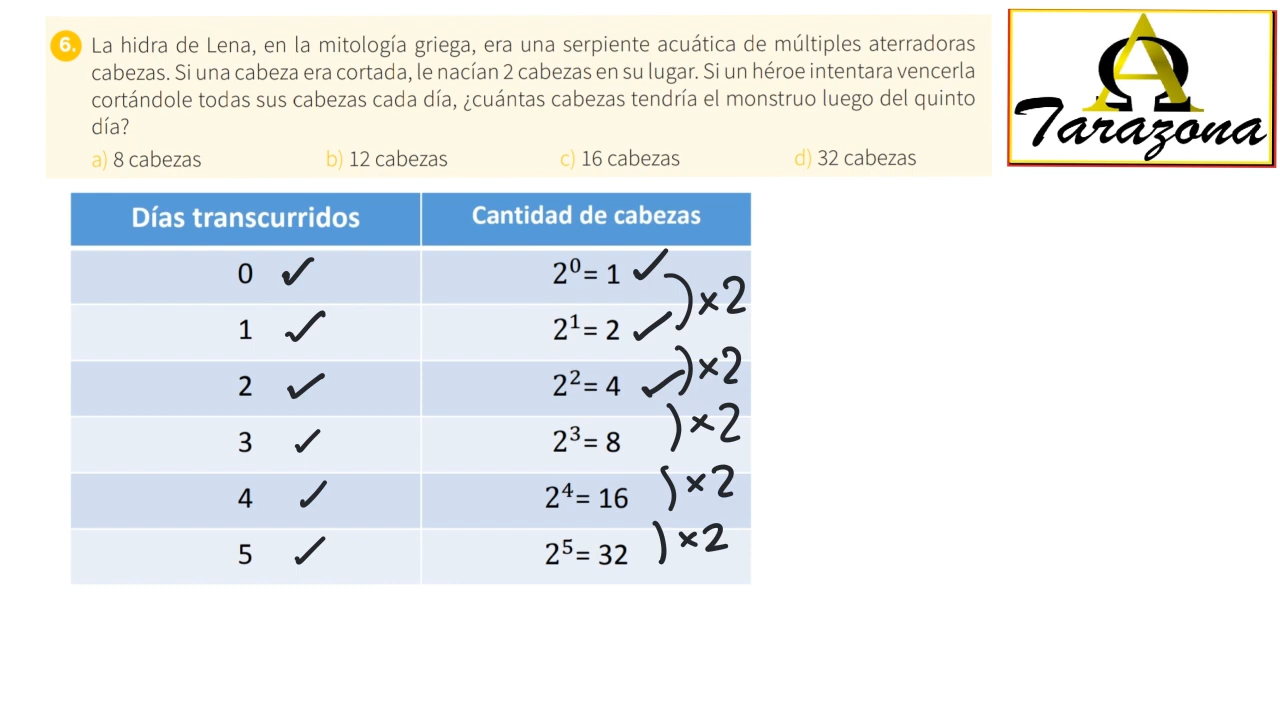 6. La hidra de Lena, en la mitología griega, era una serpiente acuática de múltiples aterradoras
cabezas. Si una cabeza era cortada, le nacían 2 cabezas en su lugar. Si un héroe intentara vencerla
cortándole todas sus cabezas cada día, ¿cuántas cabezas tendría el monstruo luego del quinto
día?
a) 8 cabezas b) 12 cabezas c) 16 cabezas d) 32 cabezas
AΩ
Tarazona
Días transcurridos Cantidad de cabezas
0 ✓ 2⁰= 1 ✓
)×2
1 ✓ 2¹= 2 ✓
)×2
2 ✓ 2²= 4 ✓
)×2
3 ✓ 2³= 8
)×2
4 ✓ 2⁴= 16
)×2
5 ✓ 2⁵= 32